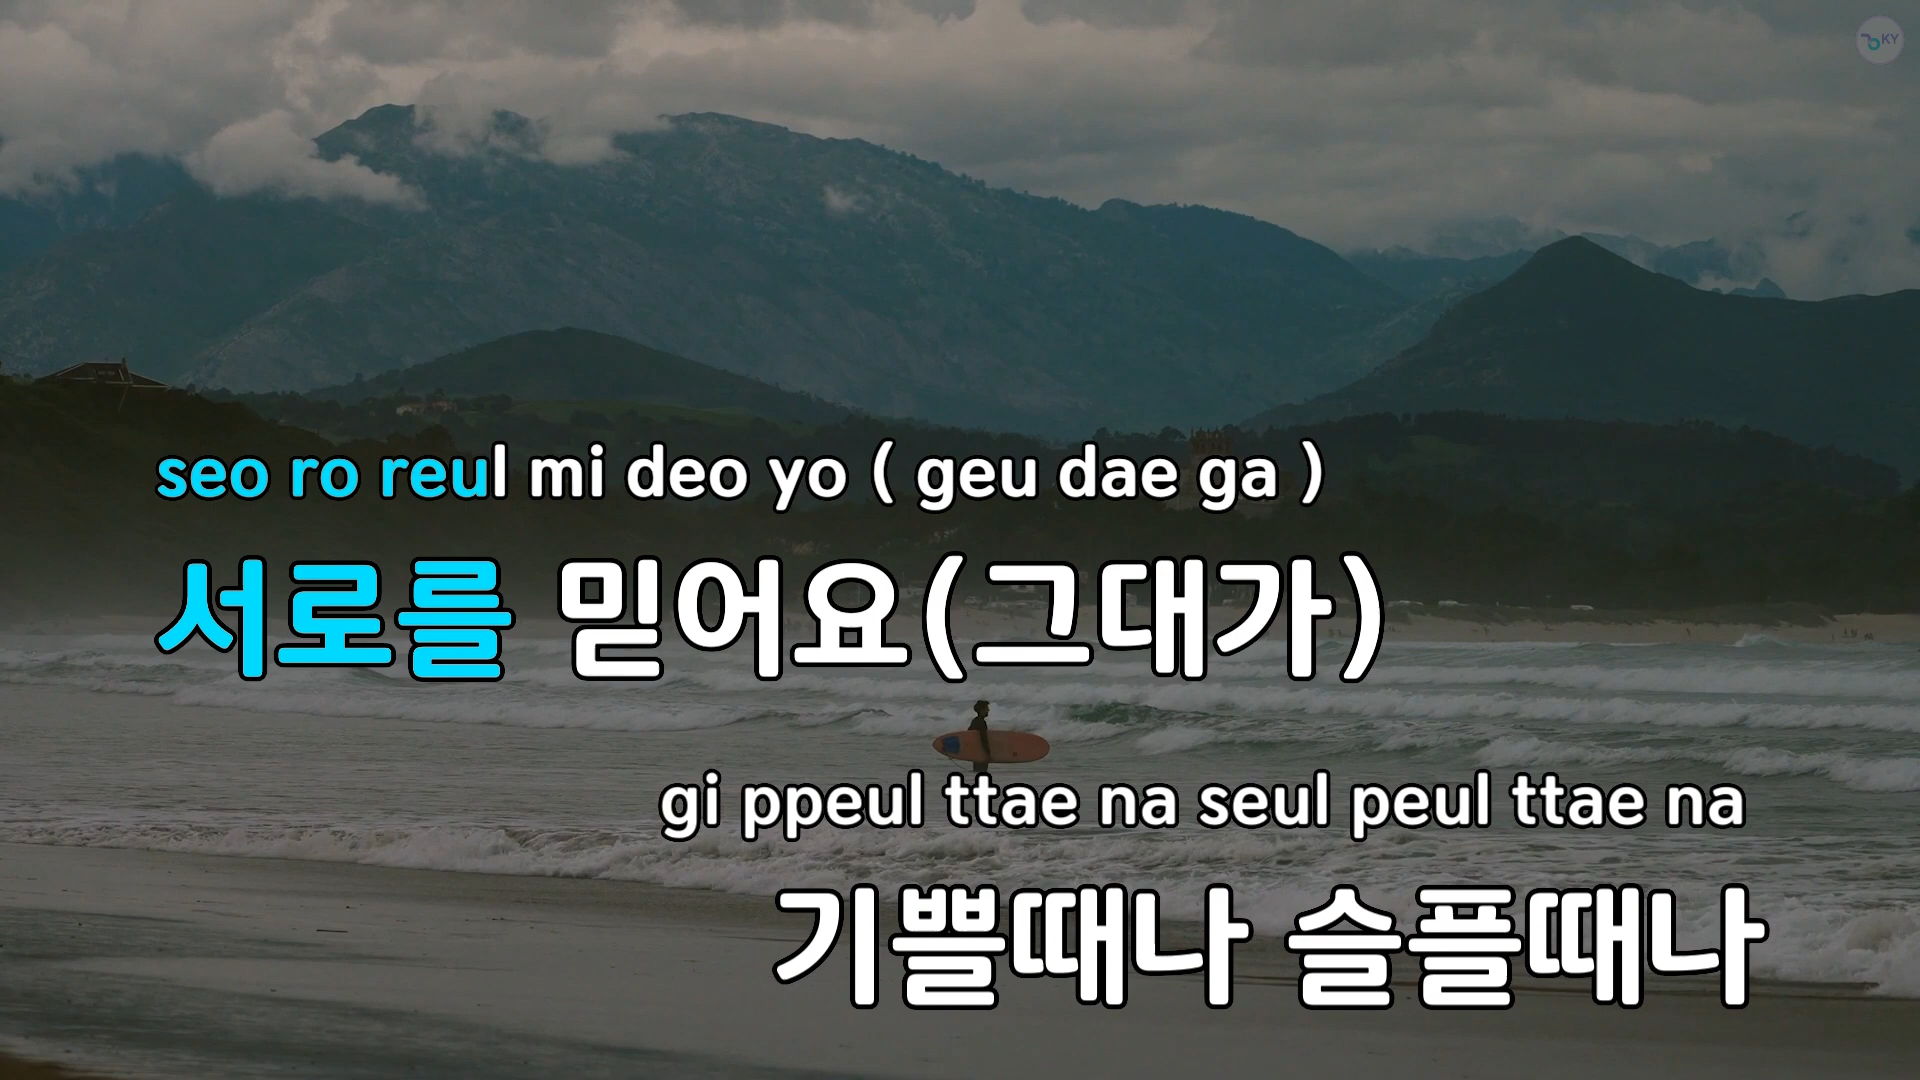 KY
seo ro reul mi deo yo ( geu dae ga )
서로를 믿어요(그대가)
gi ppeul ttae na seul peul ttae na
기쁠때나 슬플때나